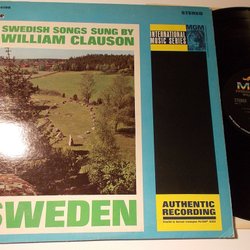 SWEDISH SONGS SUNG BY
WILLIAM CLAUSON
STEREO
INTERNATIONAL
MUSIC SERIES
MGM
SWEDEN
AUTHENTIC
RECORDING